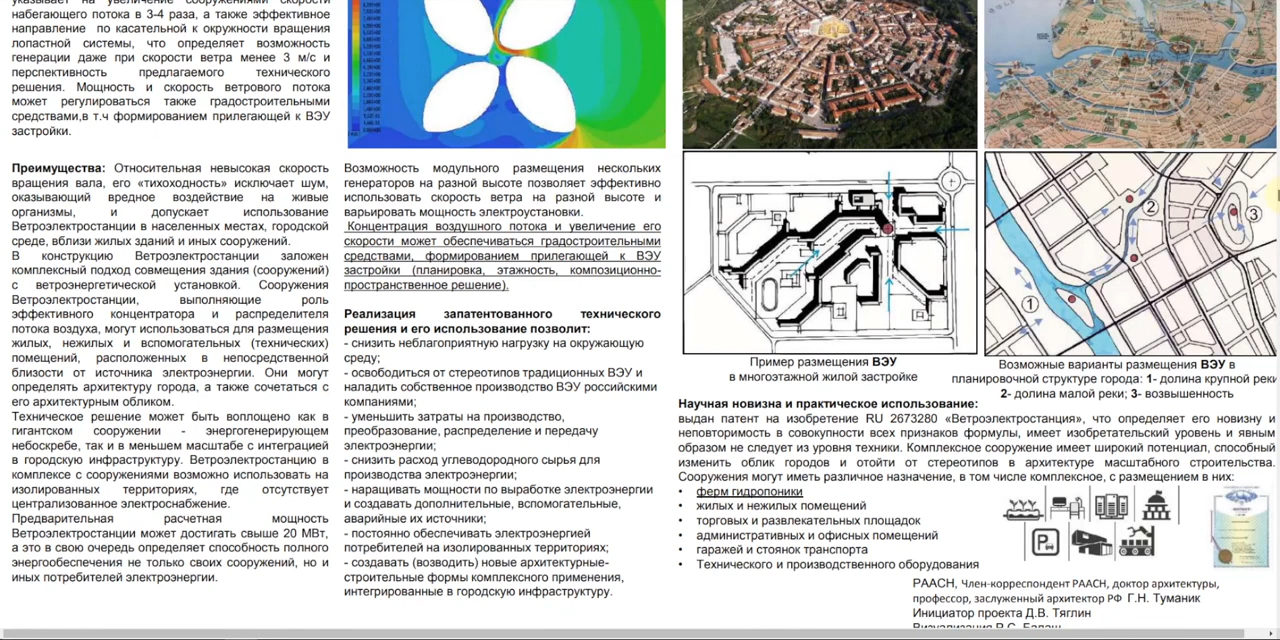 указывает на увеличение сооружениями скорости
набегающего потока в 3-4 раза, а также эффективное
направление по касательной к окружности вращения
лопастной системы, что определяет возможность
генерации даже при скорости ветра менее 3 м/с и
перспективность предлагаемого технического
решения. Мощность и скорость ветрового потока
может регулироваться также градостроительными
средствами,в т.ч формированием прилегающей к ВЭУ
застройки.
Преимущества: Относительная невысокая скорость
вращения вала, его «тихоходность» исключает шум,
оказывающий вредное воздействие на живые
организмы, и допускает использование
Ветроэлектростанции в населенных местах, городской
среде, вблизи жилых зданий и иных сооружений.
В конструкцию Ветроэлектростанции заложен
комплексный подход совмещения здания (сооружений)
с ветроэнергетической установкой. Сооружения
Ветроэлектростанции, выполняющие роль
эффективного концентратора и распределителя
потока воздуха, могут использоваться для размещения
жилых, нежилых и вспомогательных (технических)
помещений, расположенных в непосредственной
близости от источника электроэнергии. Они могут
определять архитектуру города, а также сочетаться с
его архитектурным обликом.
Техническое решение может быть воплощено как в
гигантском сооружении - энергогенерирующем
небоскребе, так и в меньшем масштабе с интеграцией
в городскую инфраструктуру. Ветроэлектростанцию в
комплексе с сооружениями возможно использовать на
изолированных территориях, где отсутствует
централизованное электроснабжение.
Предварительная расчетная мощность
Ветроэлектростанции может достигать свыше 20 МВт,
а это в свою очередь определяет способность полного
энергообеспечения не только своих сооружений, но и
иных потребителей электроэнергии.
Возможность модульного размещения нескольких
генераторов на разной высоте позволяет эффективно
использовать скорость ветра на разной высоте и
варьировать мощность электроустановки.
Концентрация воздушного потока и увеличение его
скорости может обеспечиваться градостроительными
средствами, формированием прилегающей к ВЭУ
застройки (планировка, этажность, композиционно-
пространственное решение).
Реализация запатентованного технического
решения и его использование позволит:
- снизить неблагоприятную нагрузку на окружающую
среду;
- освободиться от стереотипов традиционных ВЭУ и
наладить собственное производство ВЭУ российскими
компаниями;
- уменьшить затраты на производство,
преобразование, распределение и передачу
электроэнергии;
- снизить расход углеводородного сырья для
производства электроэнергии;
- наращивать мощности по выработке электроэнергии
и создавать дополнительные, вспомогательные,
аварийные их источники;
- постоянно обеспечивать электроэнергией
потребителей на изолированных территориях;
- создавать (возводить) новые архитектурные-
строительные формы комплексного применения,
интегрированные в городскую инфраструктуру.
1
2
3
Пример размещения ВЭУ
в многоэтажной жилой застройке
Возможные варианты размещения ВЭУ в
планировочной структуре города: 1- долина крупной реки
2- долина малой реки; 3- возвышенность
Научная новизна и практическое использование:
выдан патент на изобретение RU 2673280 «Ветроэлектростанция», что определяет его новизну и
неповторимость в совокупности всех признаков формулы, имеет изобретательский уровень и явным
образом не следует из уровня техники. Комплексное сооружение имеет широкий потенциал, способный
изменить облик городов и отойти от стереотипов в архитектуре масштабного строительства.
Сооружения могут иметь различное назначение, в том числе комплексное, с размещением в них:
• ферм гидропоники
• жилых и нежилых помещений
• торговых и развлекательных площадок
• административных и офисных помещений
• гаражей и стоянок транспорта
• Технического и производственного оборудования
P
РААСН, Член-корреспондент РААСН, доктор архитектуры,
профессор, заслуженный архитектор РФ Г.Н. Туманик
Инициатор проекта Д.В. Тяглин
Визуализация В.С. Балаш